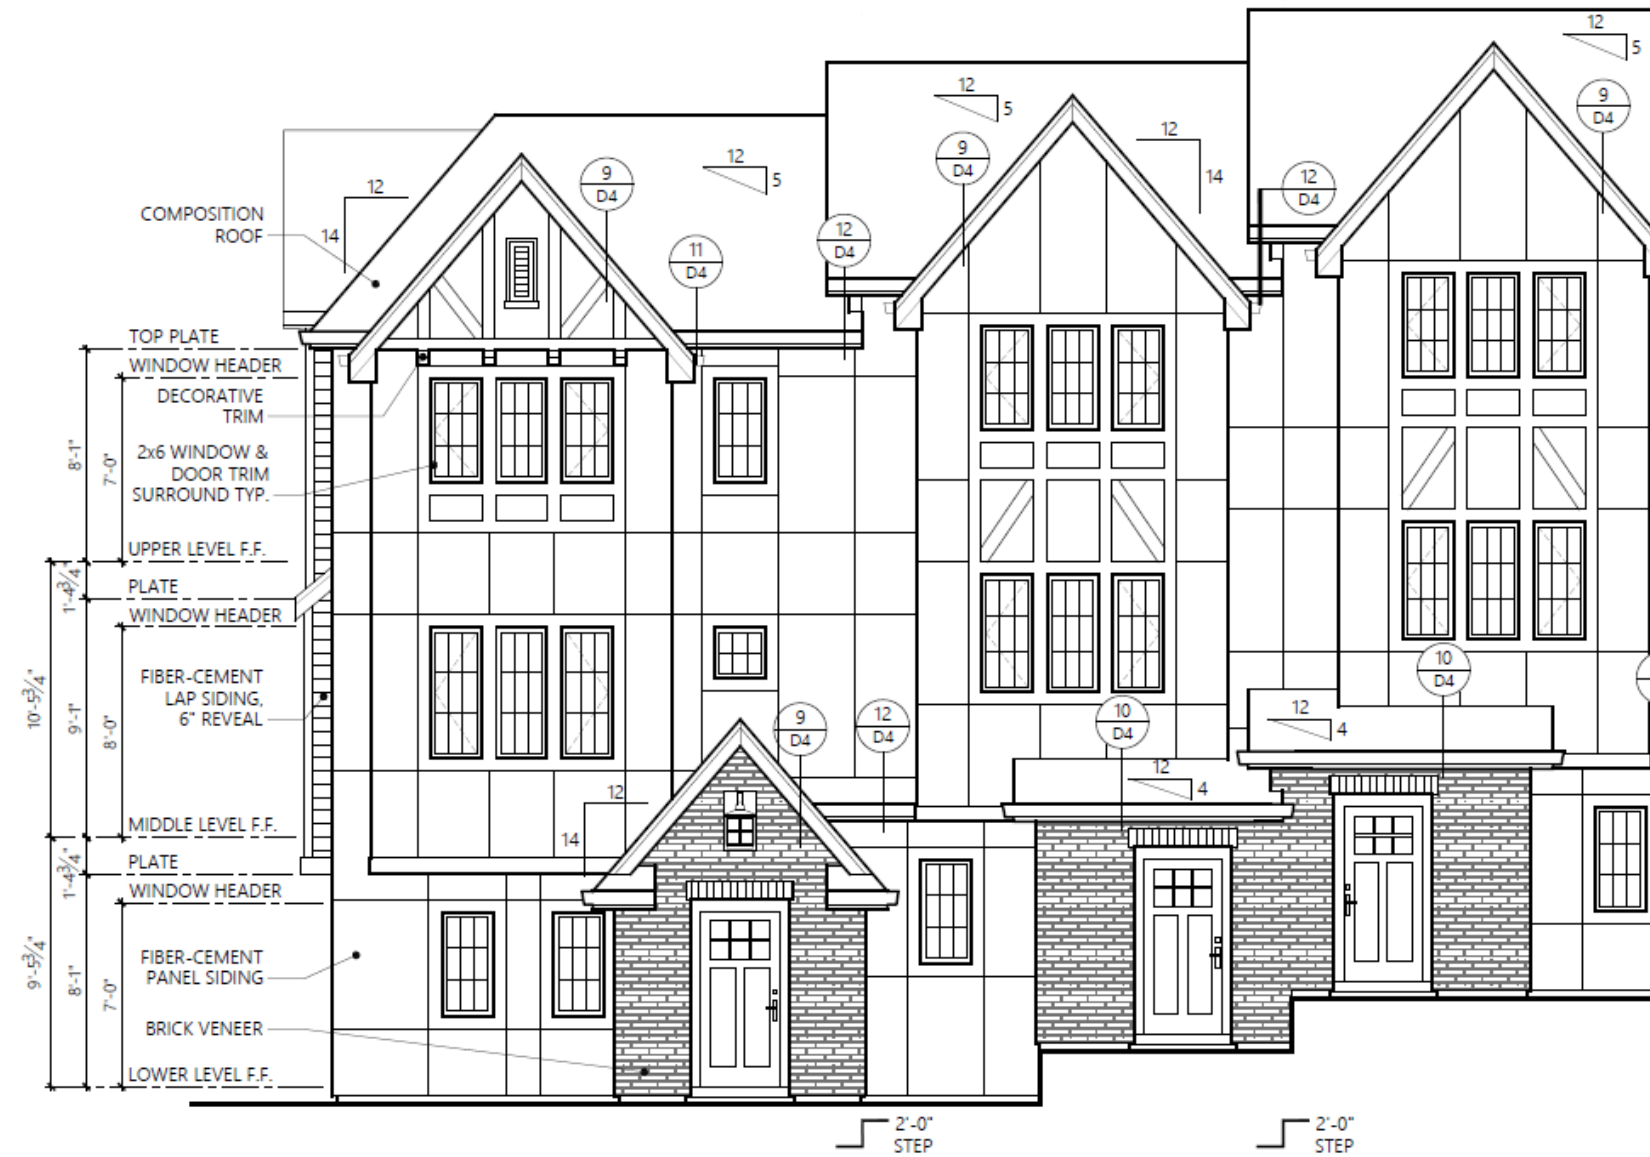 12
5
12
5
9
D4
12
14
9
D4
12
5
9
D4
12
14
12
D4
COMPOSITION
ROOF
12
D4
11
D4
TOP PLATE
WINDOW HEADER
DECORATIVE
TRIM
8'-1"
7'-0"
2x6 WINDOW &
DOOR TRIM
SURROUND TYP.
UPPER LEVEL F.F.
1'-4¾"
PLATE
WINDOW HEADER
10'-5¾"
9'-1"
8'-0"
FIBER-CEMENT
LAP SIDING,
6" REVEAL
10
D4
12
4
9
D4
12
D4
10
D4
12
4
12
14
MIDDLE LEVEL F.F.
1'-4¾"
PLATE
WINDOW HEADER
9'-5¾"
8'-1"
7'-0"
FIBER-CEMENT
PANEL SIDING
BRICK VENEER
LOWER LEVEL F.F.
2'-0"
STEP
2'-0"
STEP